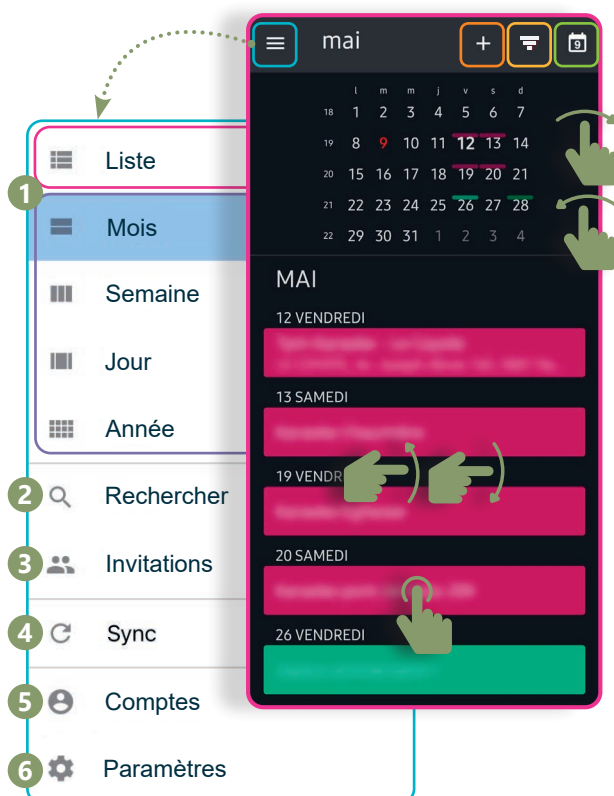 mai
9
l m m j v s d
18 1 2 3 4 5 6 7
19 8 9 10 11 12 13 14
20 15 16 17 18 19 20 21
21 22 23 24 25 26 27 28
22 29 30 31 1 2 3 4
MAI
12 VENDREDI
13 SAMEDI
19 VENDR
20 SAMEDI
26 VENDREDI
1
Liste
Mois
Semaine
Jour
Année
2 Rechercher
3 Invitations
4 Sync
5 Comptes
6 Paramètres